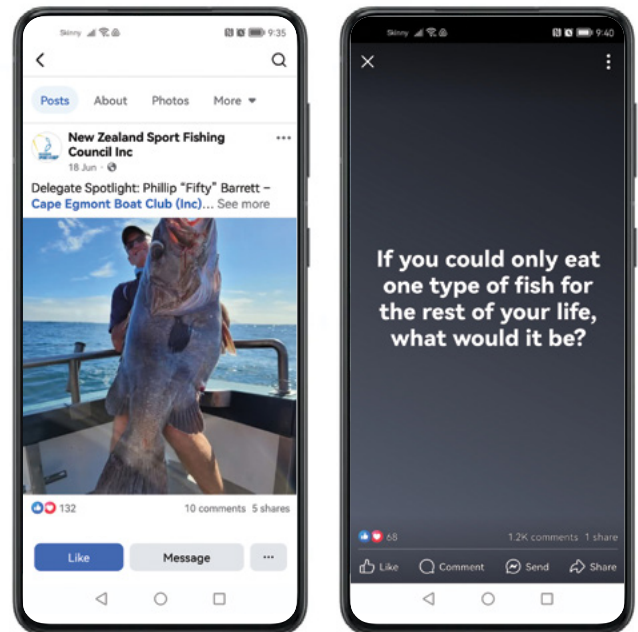 Skinny 9:35
Posts About Photos More
New Zealand Sport Fishing
Council Inc
18 Jun ·
Delegate Spotlight: Phillip “Fifty” Barrett –
Cape Egmont Boat Club (Inc)... See more
132 10 comments 5 shares
Like Message
Skinny 9:40
If you could only eat
one type of fish for
the rest of your life,
what would it be?
68 1.2K comments 1 share
Like Comment Send Share